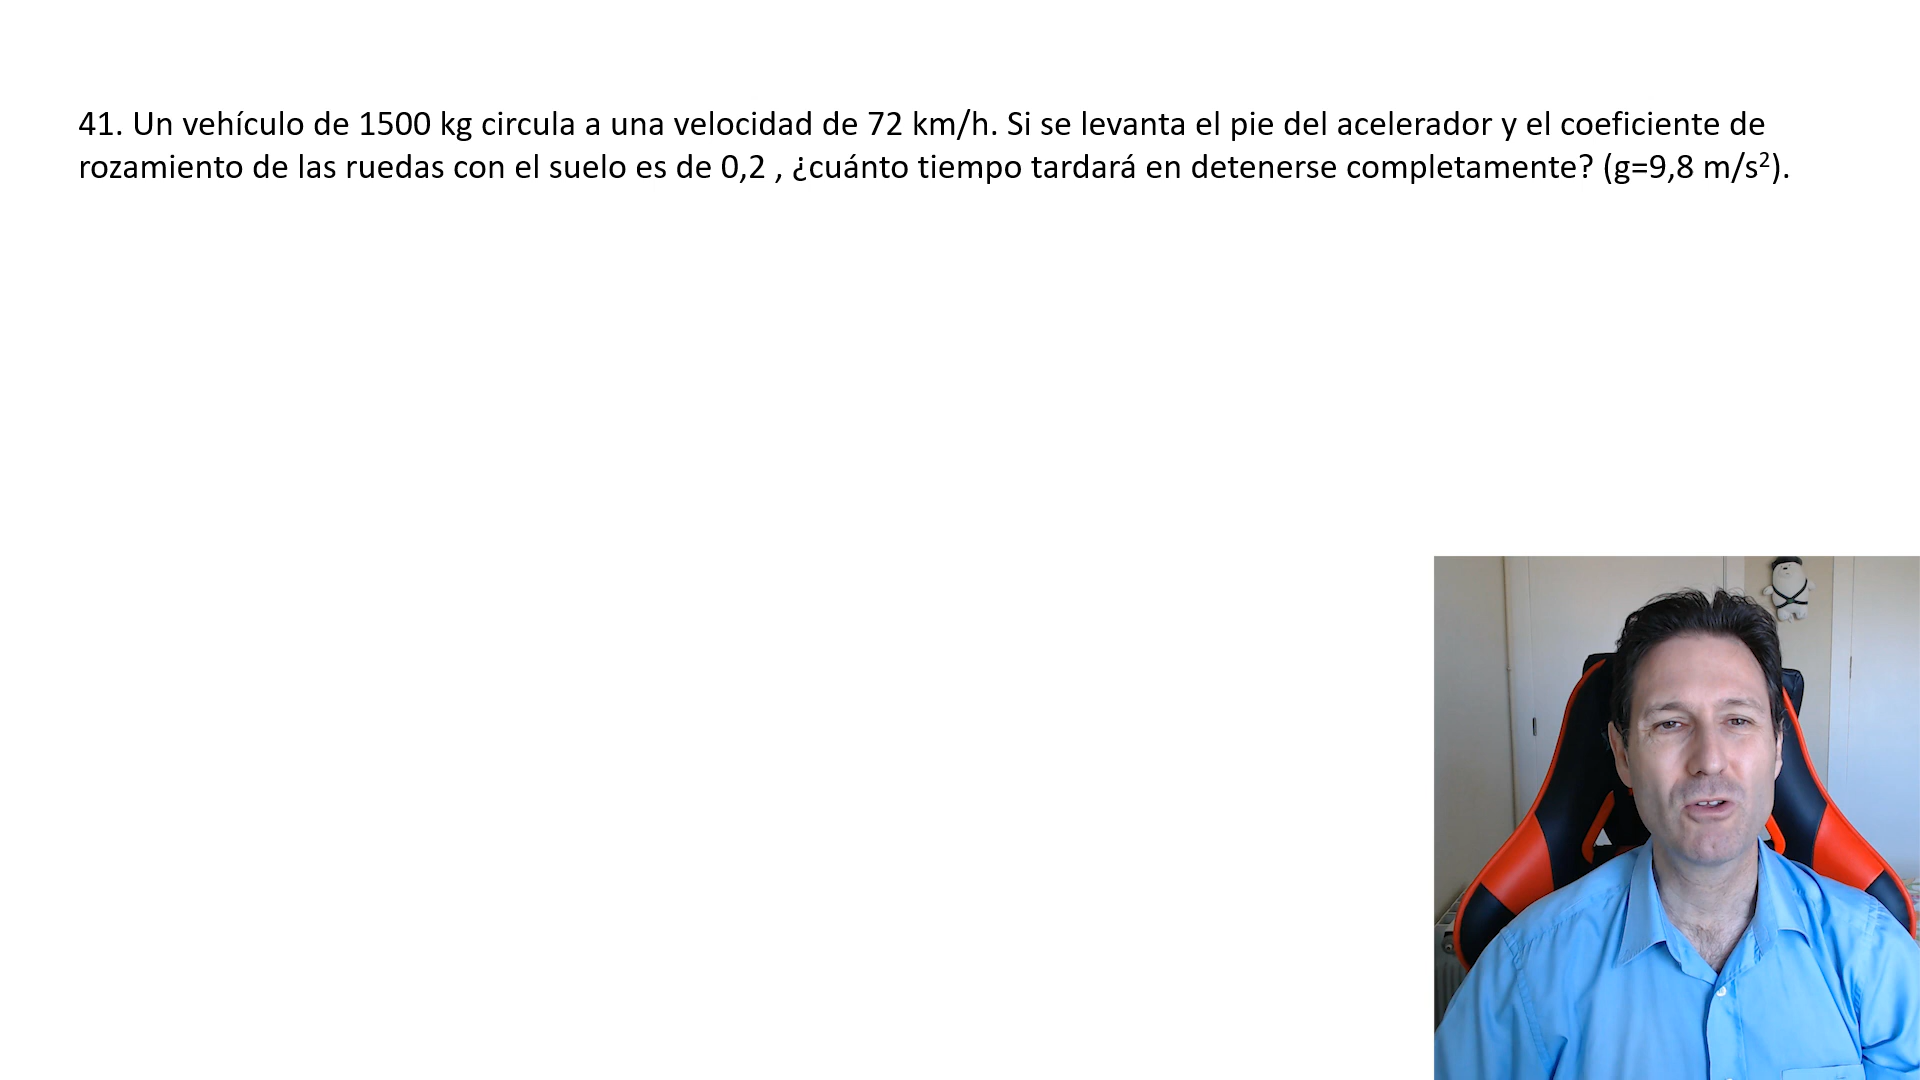 41. Un vehículo de 1500 kg circula a una velocidad de 72 km/h. Si se levanta el pie del acelerador y el coeficiente de
rozamiento de las ruedas con el suelo es de 0,2 , ¿cuánto tiempo tardará en detenerse completamente? (g=9,8 m/s²).